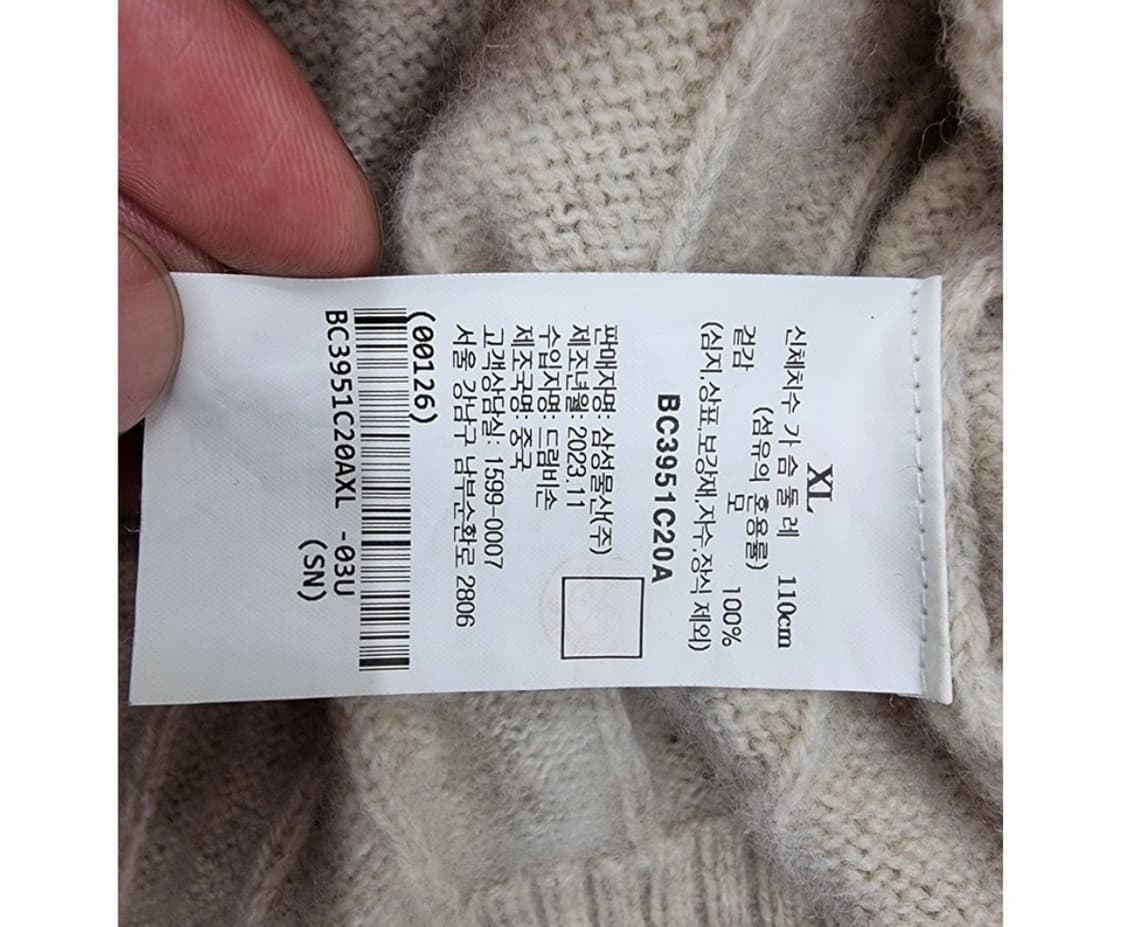 XL
신체치수 가 슴 둘 레 110cm
(섬유의 혼용률)
겉감 모 100%
(심지,상표,보강재,자수,장식 제외)
BC3951C20A
판매자명: 삼성물산(주)
제조년월: 2023.11
수입자명: 드림비손
제조국명: 중국
고객상담실: 1599-0007
서울 강남구 남부순환로 2806
(00126)
BC3951C20AXL -03U
(SN)